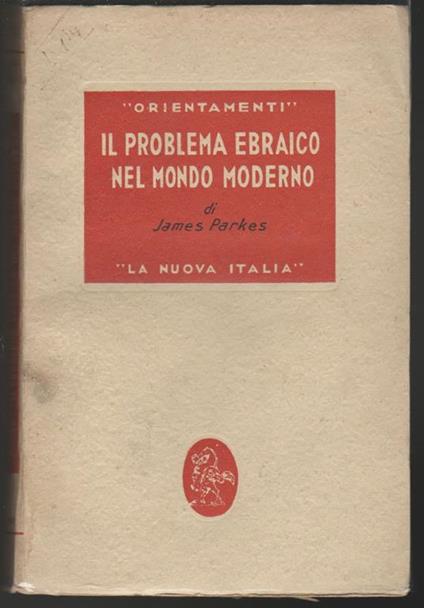 "ORIENTAMENTI"
IL PROBLEMA EBRAICO
NEL MONDO MODERNO
di
James Parkes
"LA NUOVA ITALIA"